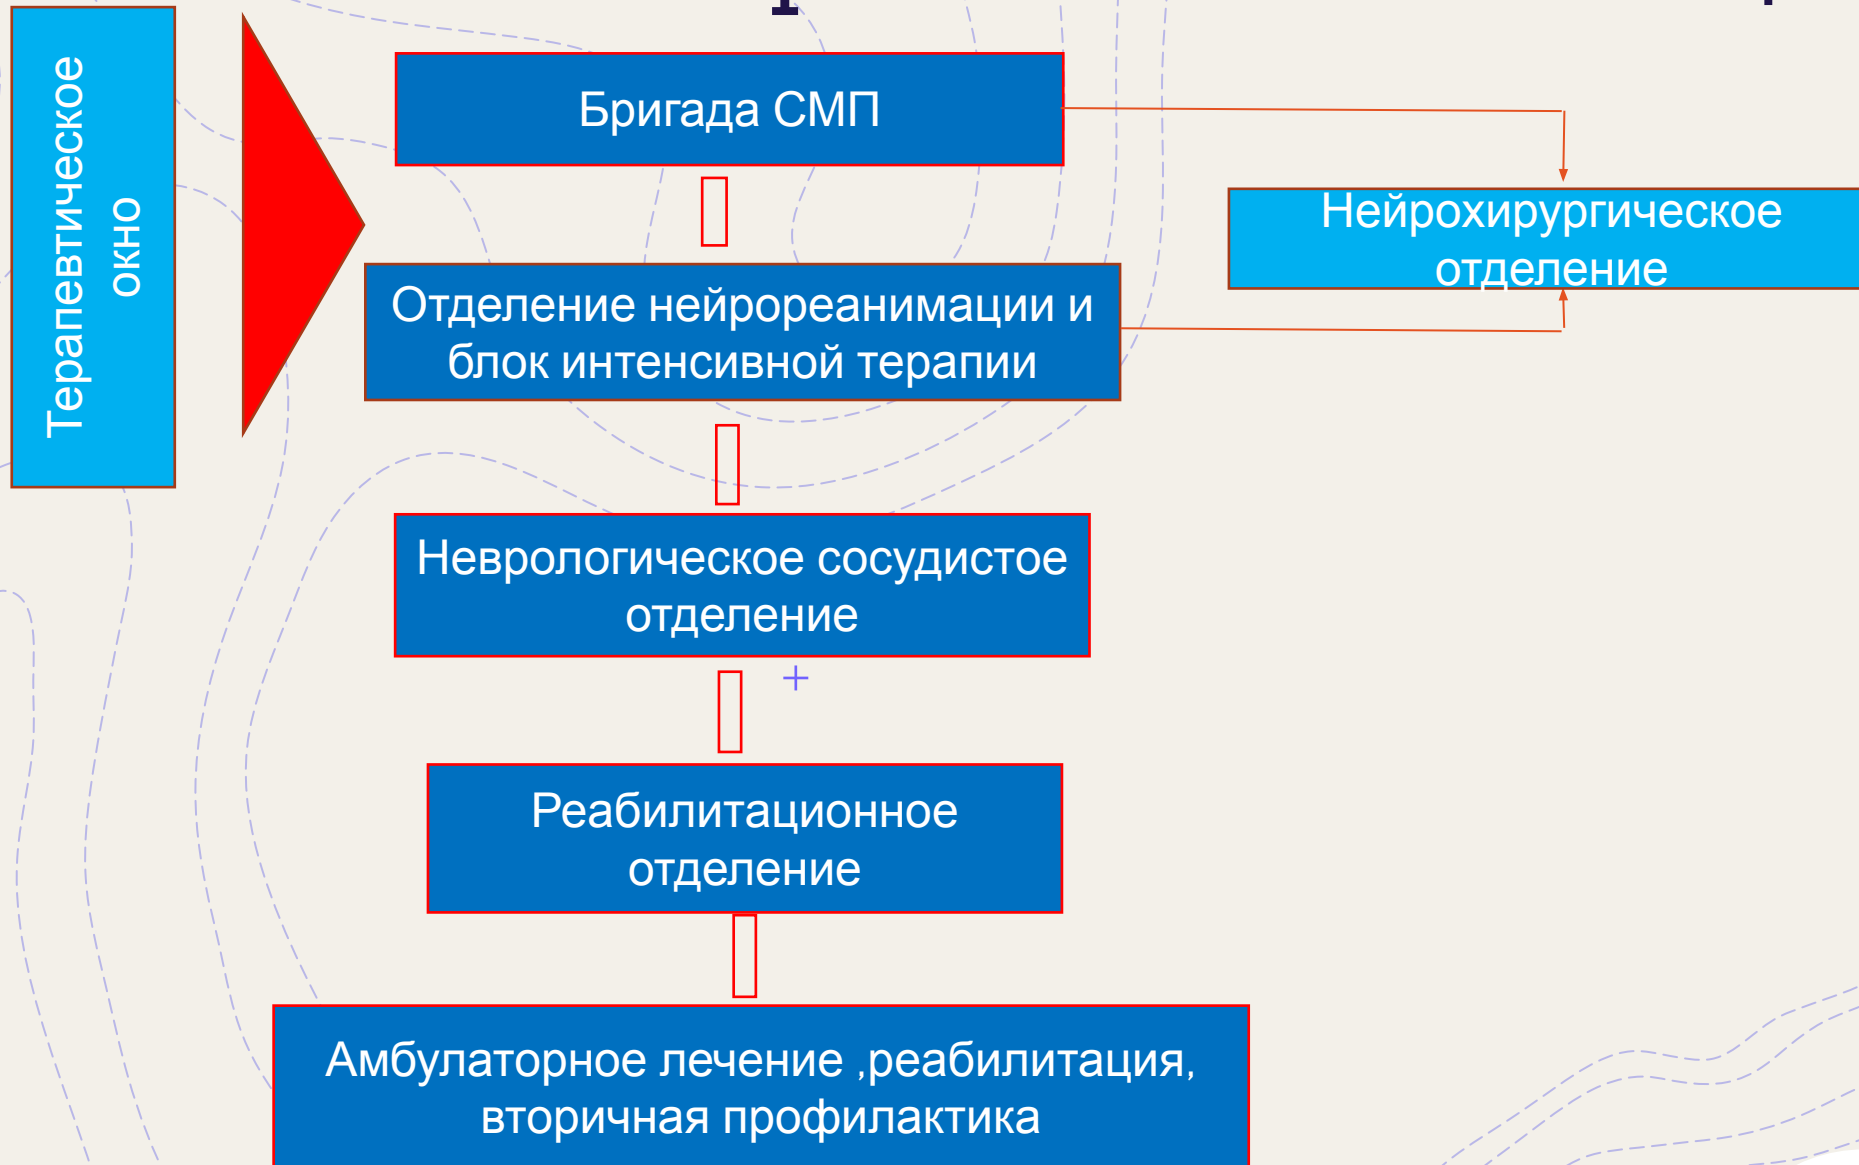 Терапевтическое
окно
Бригада СМП
Нейрохирургическое
отделение
Отделение нейрореанимации и
блок интенсивной терапии
Неврологическое сосудистое
отделение
Реабилитационное
отделение
Амбулаторное лечение ,реабилитация,
вторичная профилактика